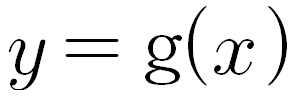 y = g(x)